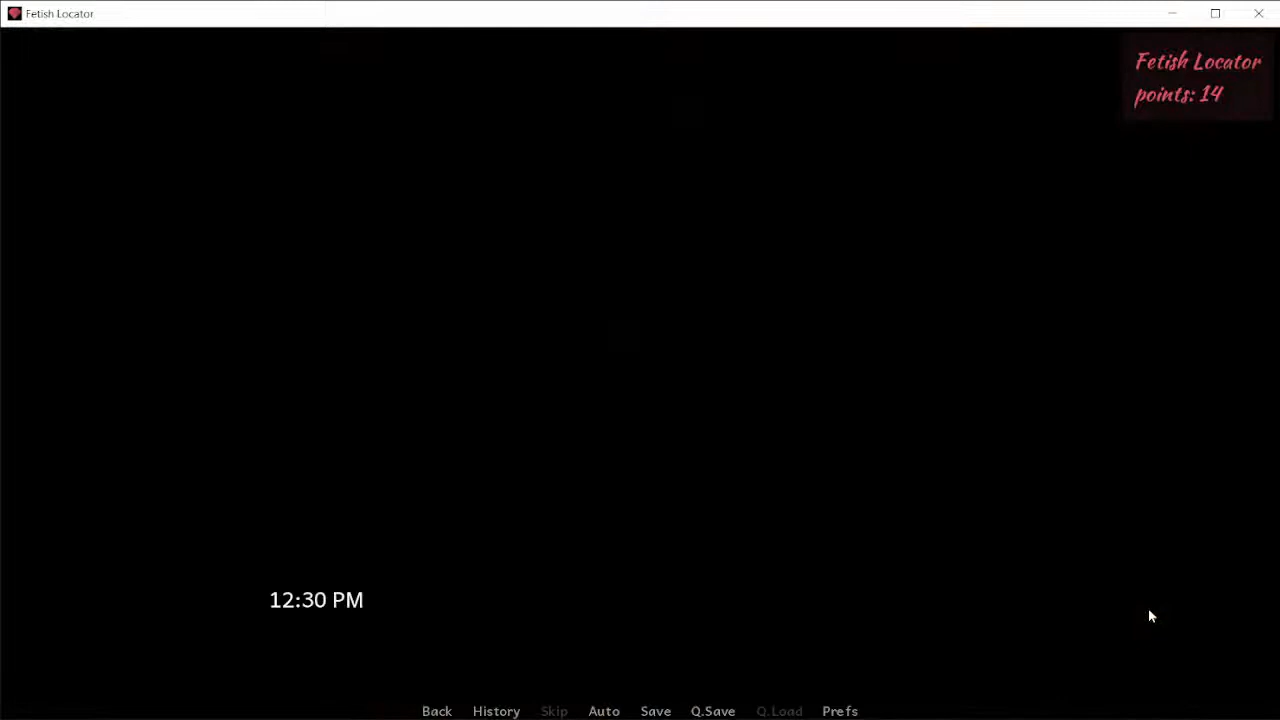 Fetish Locator
Fetish Locator
points: 14
12:30 PM
Back History Skip Auto Save Q.Save Q.Load Prefs